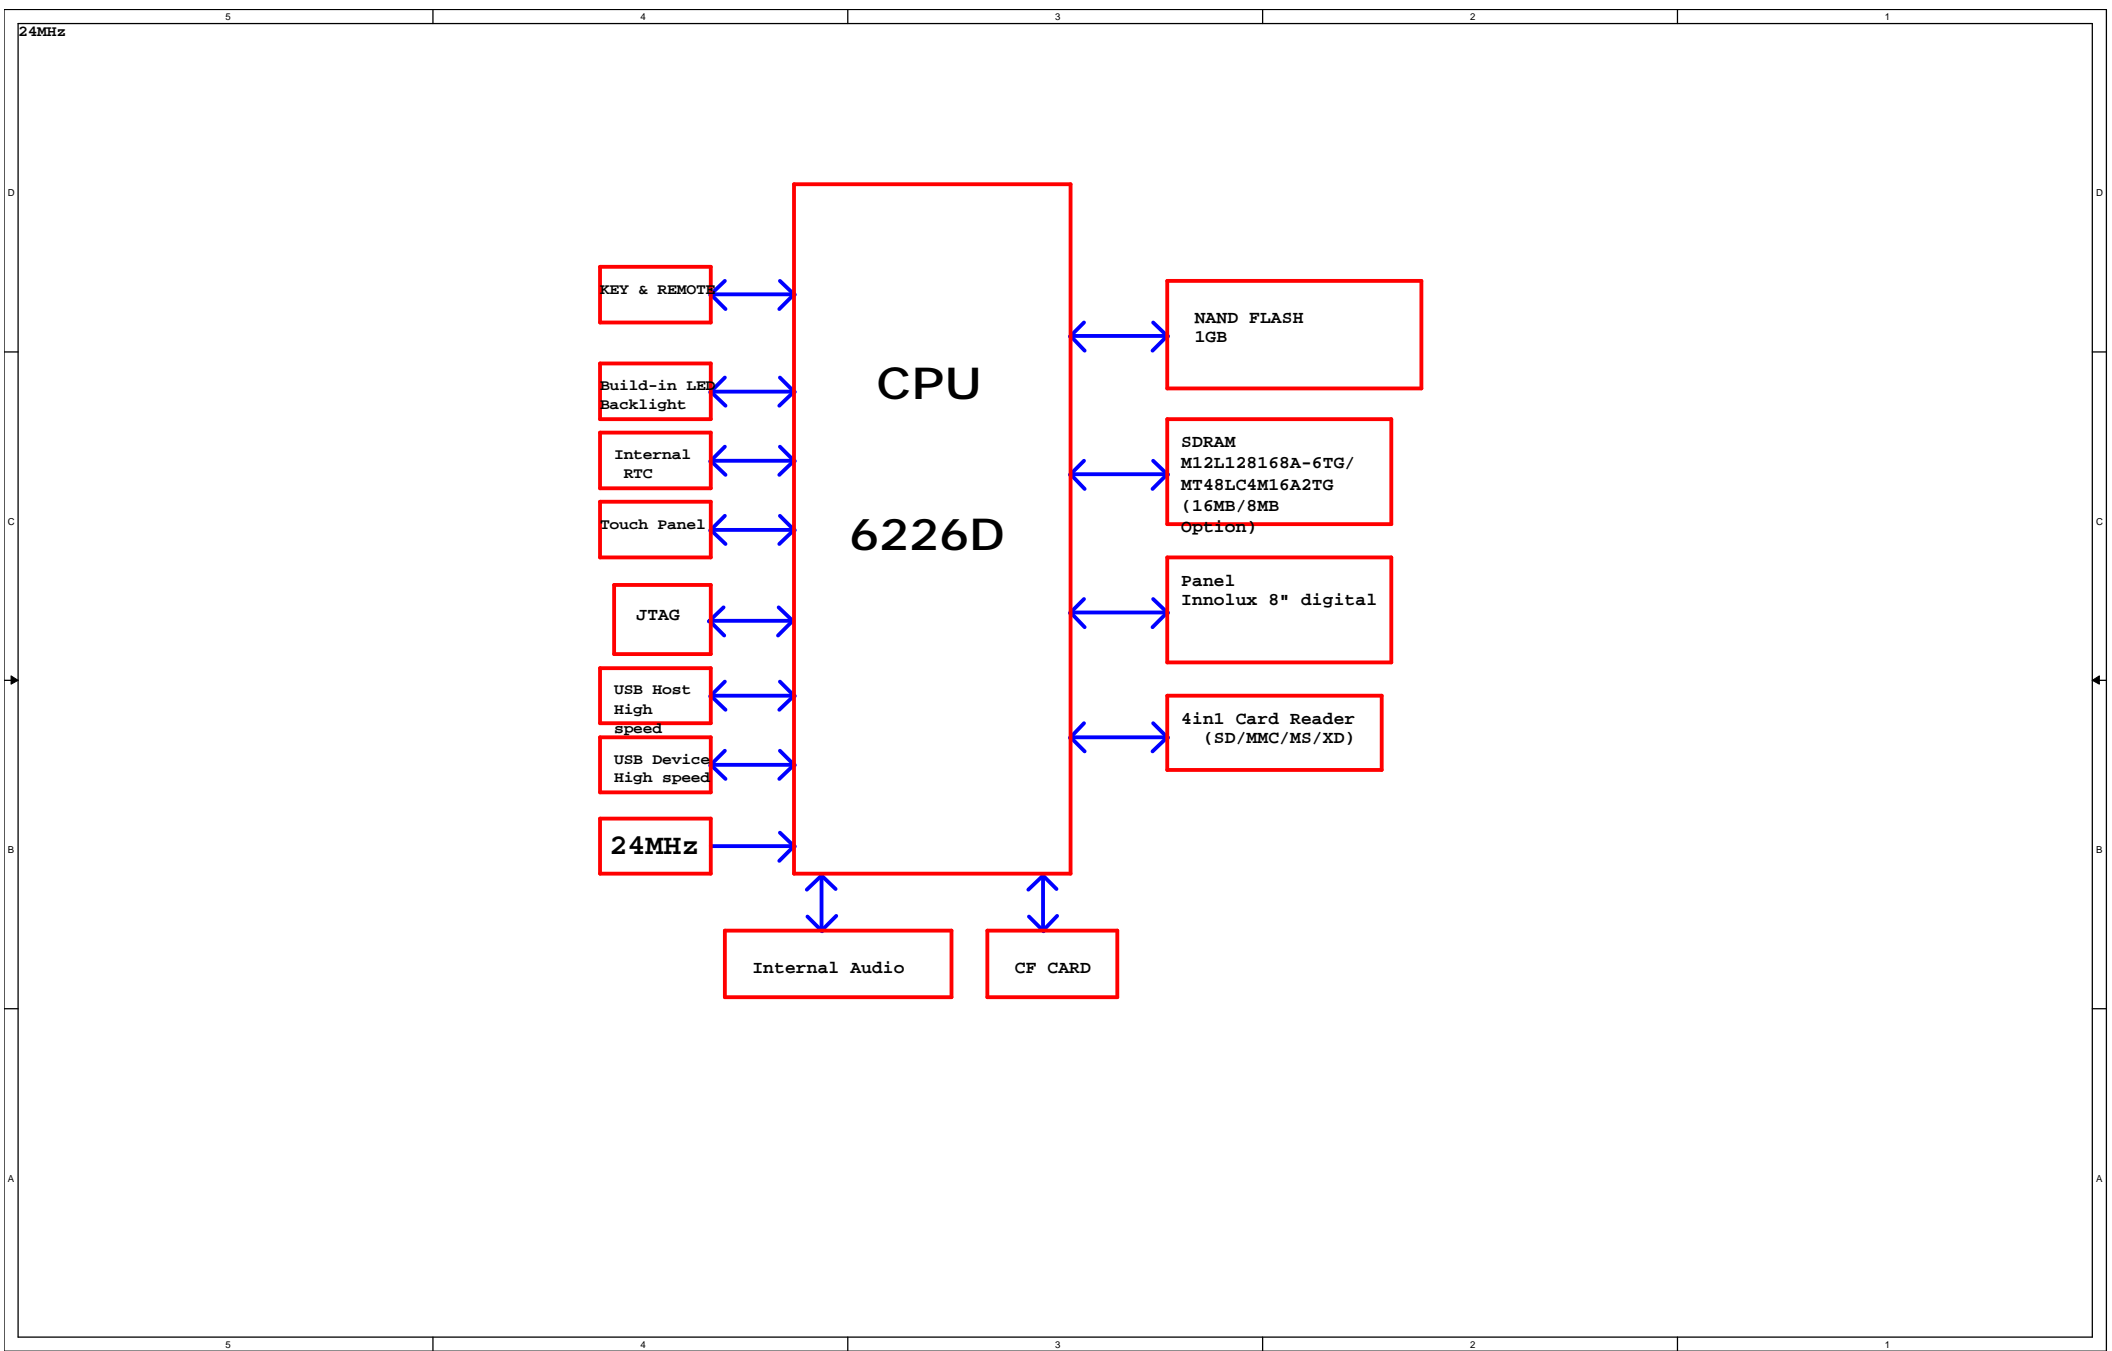 5 4 3 2 1
24MHz
D D
KEY & REMOTE
NAND FLASH
1GB
CPU
Build-in LED
Backlight
SDRAM
M12L128168A-6TG/
MT48LC4M16A2TG
(16MB/8MB
Option)
Internal
RTC
C C
Touch Panel
6226D
Panel
Innolux 8" digital
JTAG
USB Host
High
speed
4in1 Card Reader
(SD/MMC/MS/XD)
USB Device
High speed
24MHz
B B
Internal Audio
CF CARD
A A
5 4 3 2 1